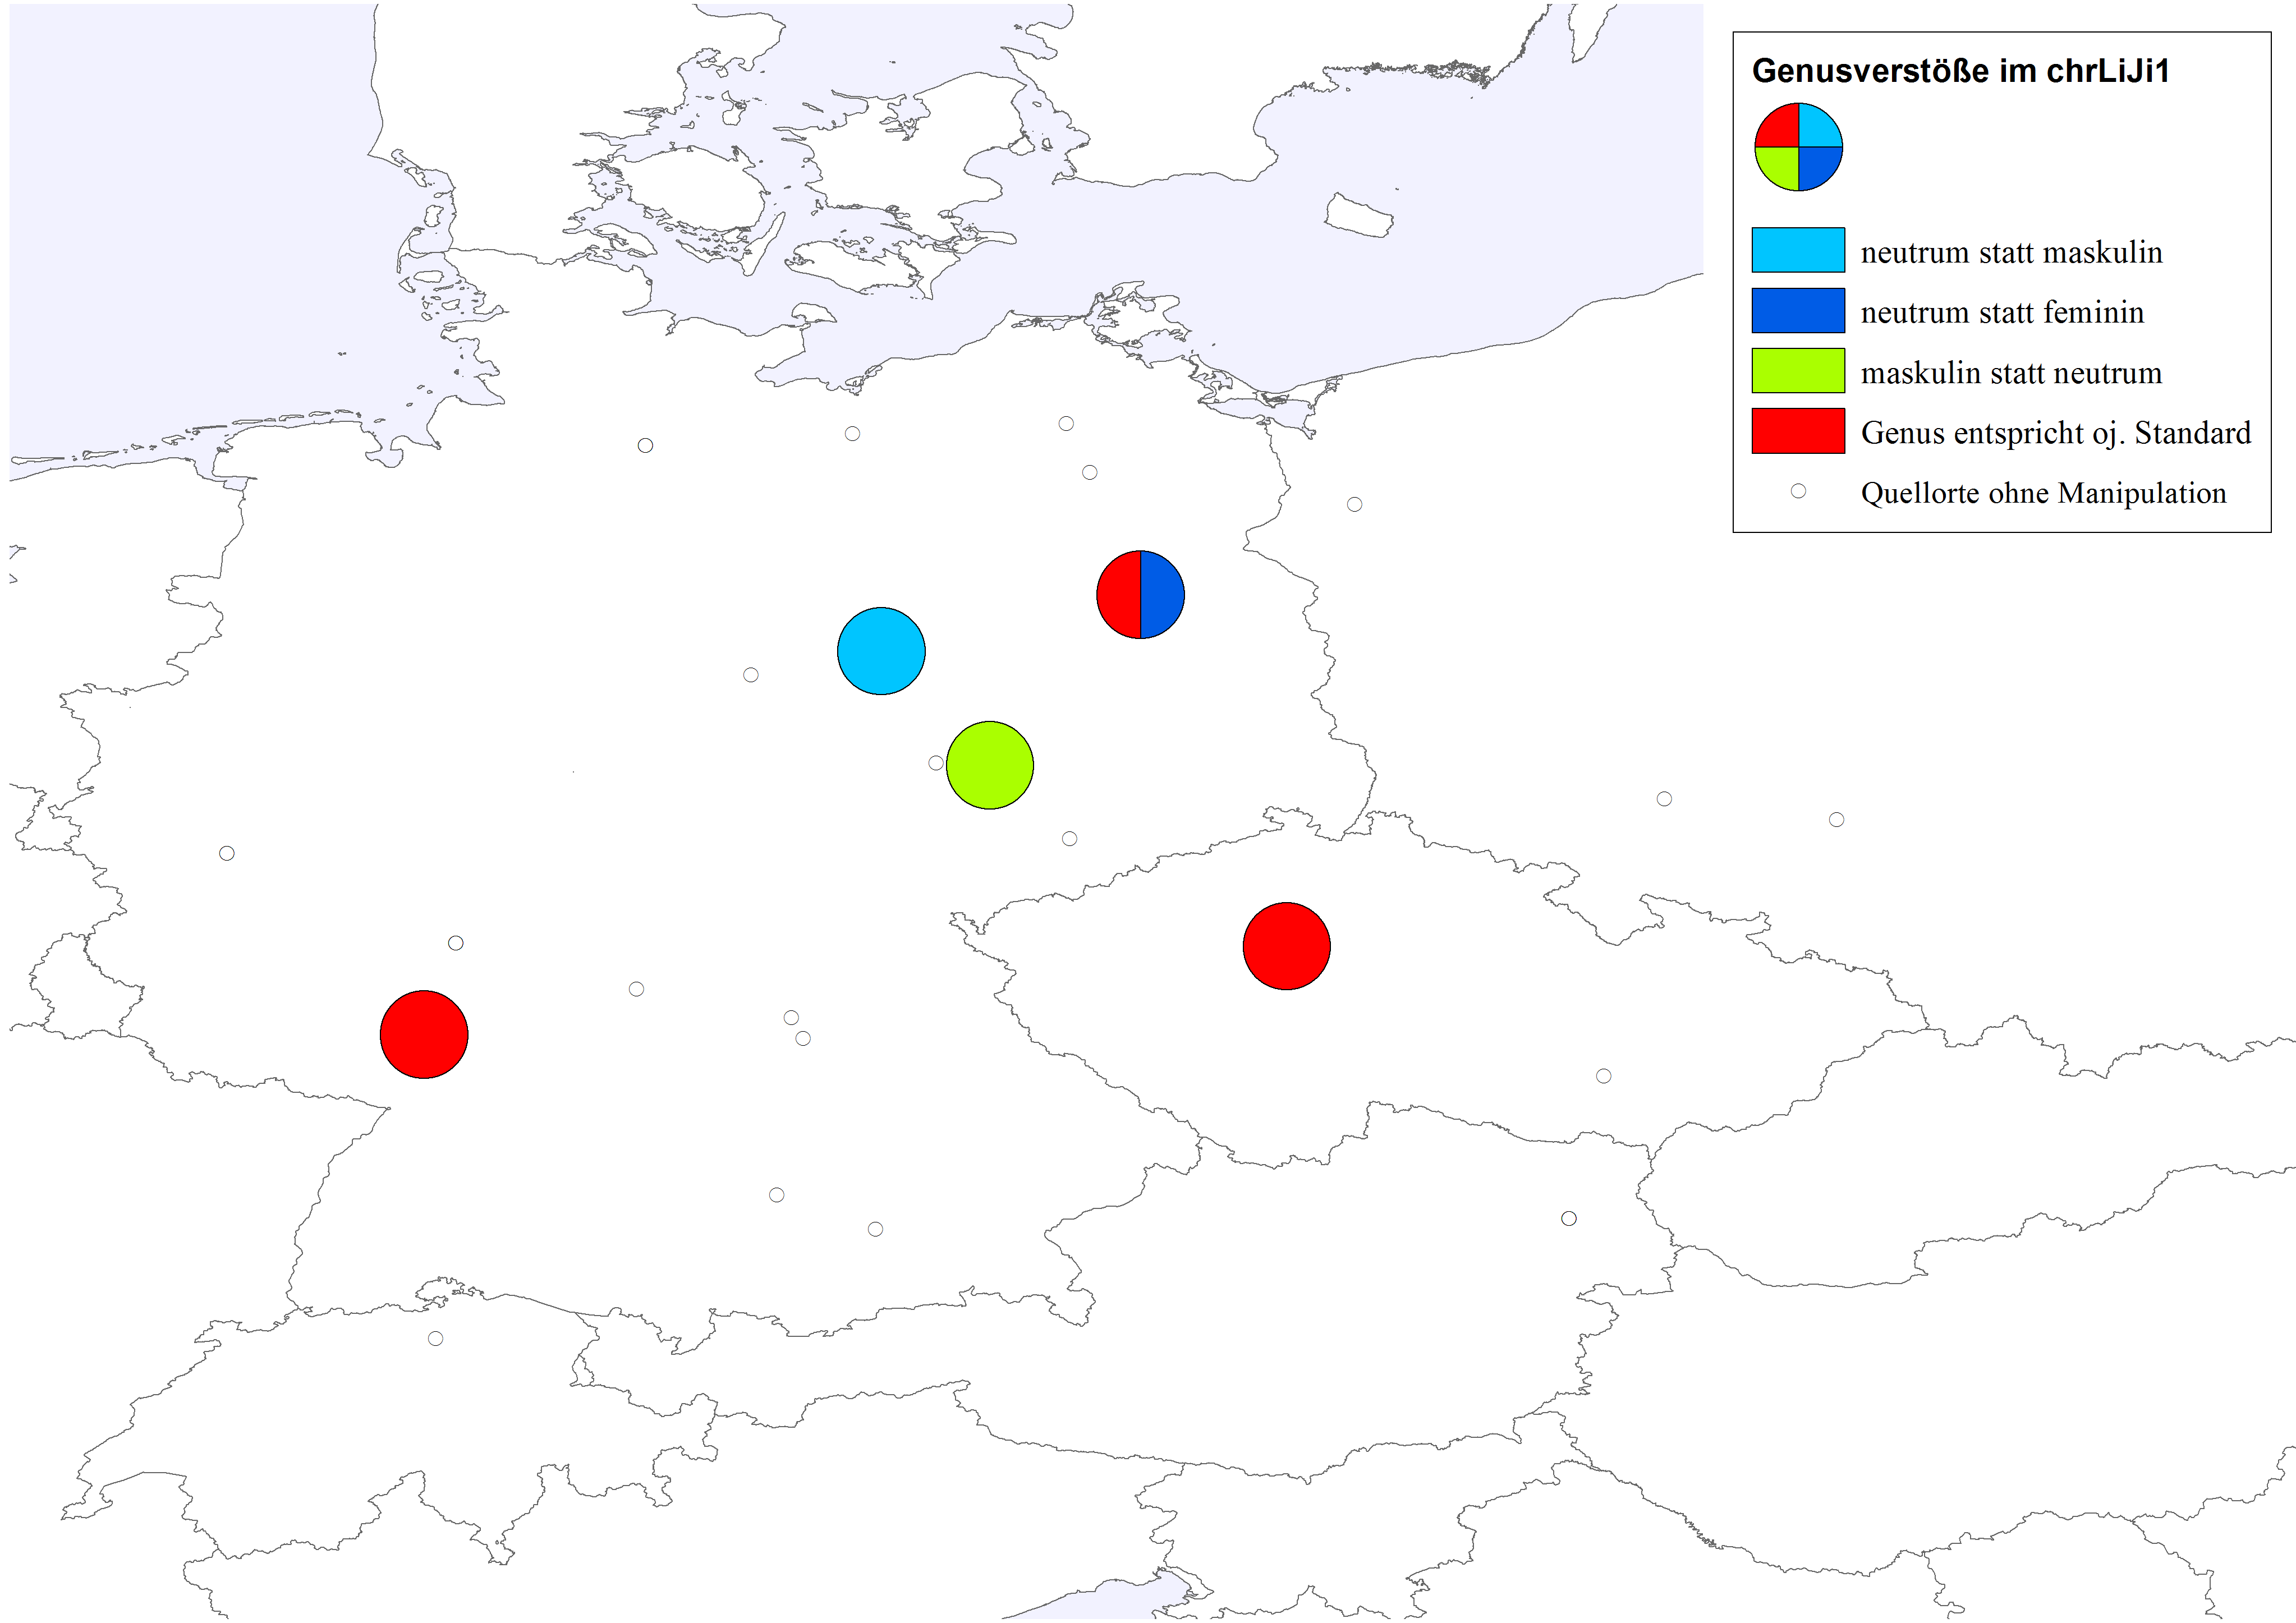 Genusverstöße im chrLiJi1
neutrum statt maskulin
neutrum statt feminin
maskulin statt neutrum
Genus entspricht oj. Standard
Quellorte ohne Manipulation